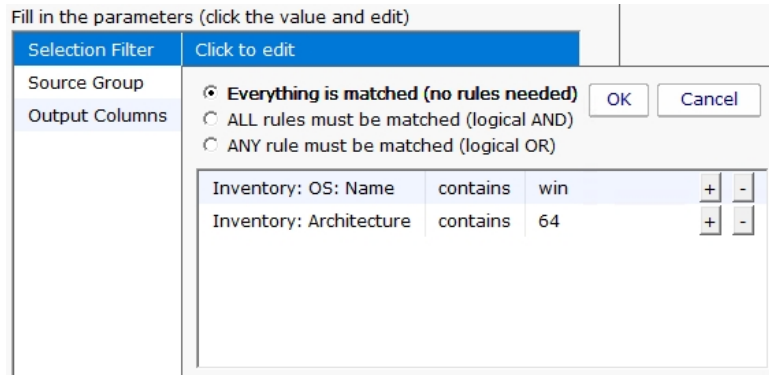 Fill in the parameters (click the value and edit)
Selection Filter Click to edit
Source Group
Output Columns
Everything is matched (no rules needed) OK Cancel
ALL rules must be matched (logical AND)
ANY rule must be matched (logical OR)
Inventory: OS: Name contains win + -
Inventory: Architecture contains 64 + -